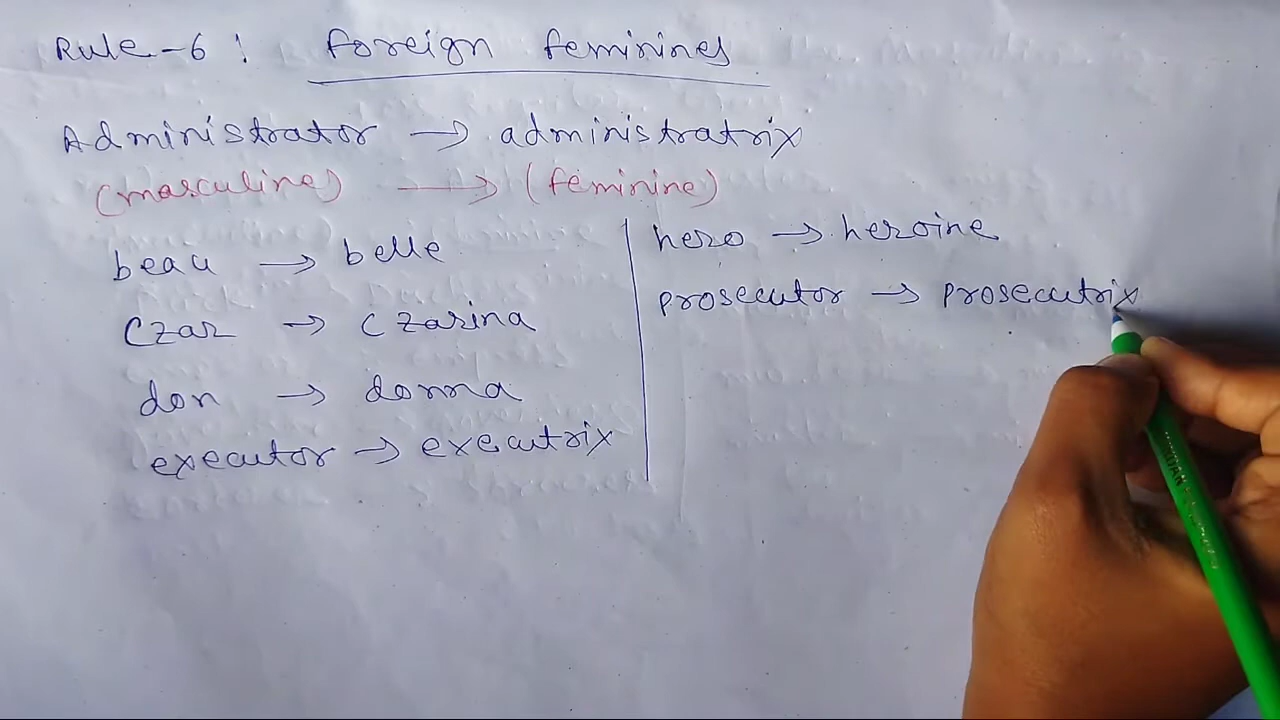 Rule-6! Foreign feminines
Administrator → administratrix
(masculine) → (feminine)
beau → belle
Czar → Czarina
don → donna
executor → executrix
hero → heroine
prosecutor → prosecutrix